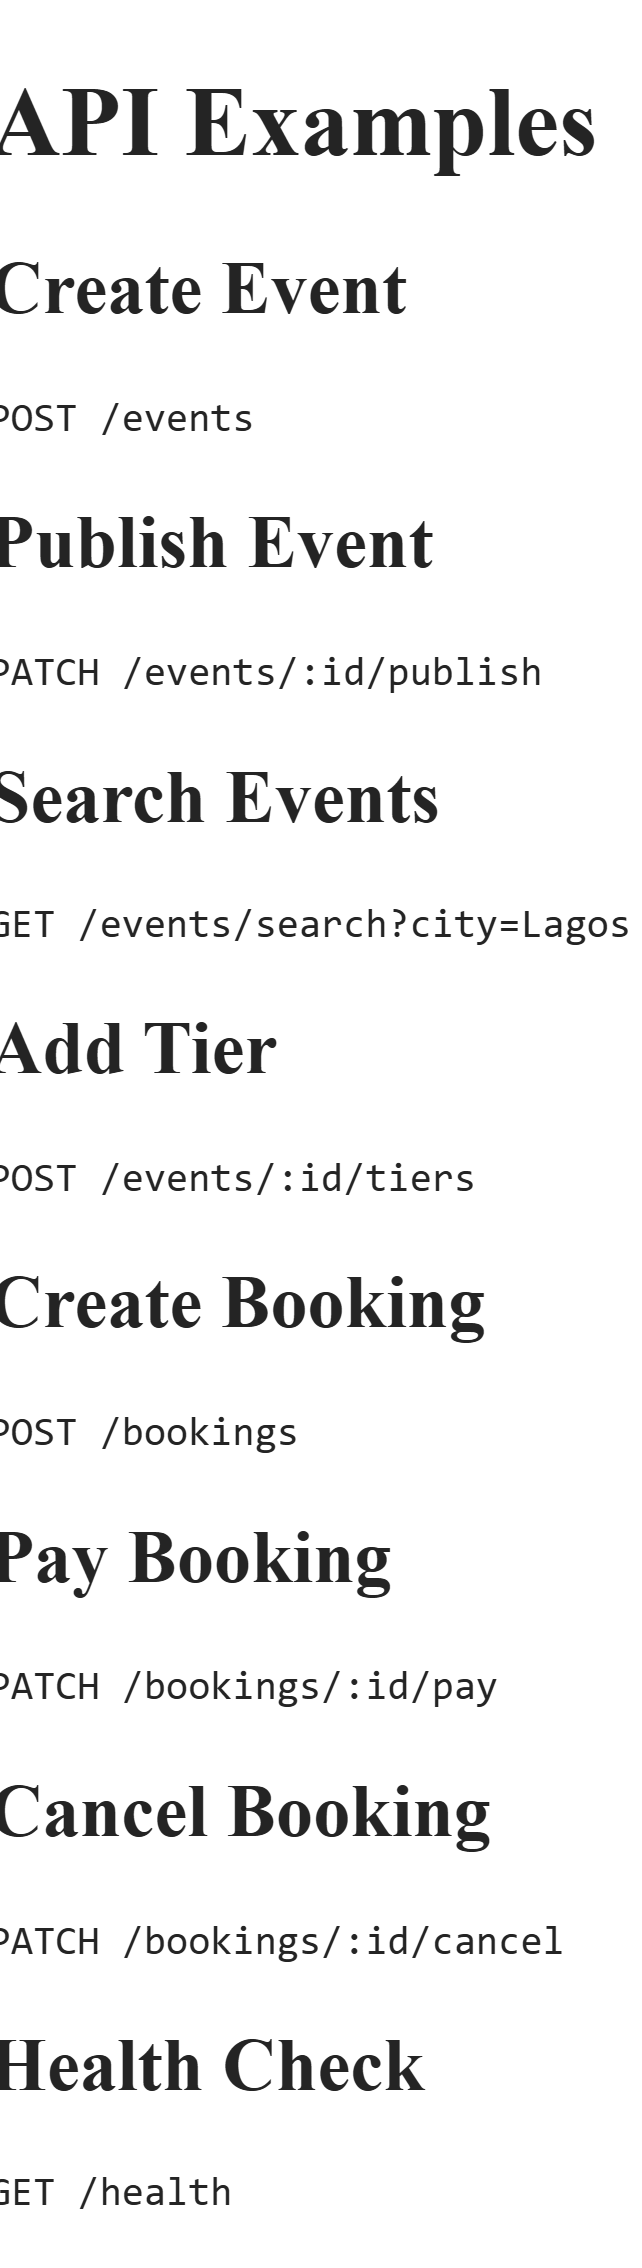 API Examples
Create Event
POST /events
Publish Event
PATCH /events/:id/publish
Search Events
GET /events/search?city=Lagos
Add Tier
POST /events/:id/tiers
Create Booking
POST /bookings
Pay Booking
PATCH /bookings/:id/pay
Cancel Booking
PATCH /bookings/:id/cancel
Health Check
GET /health